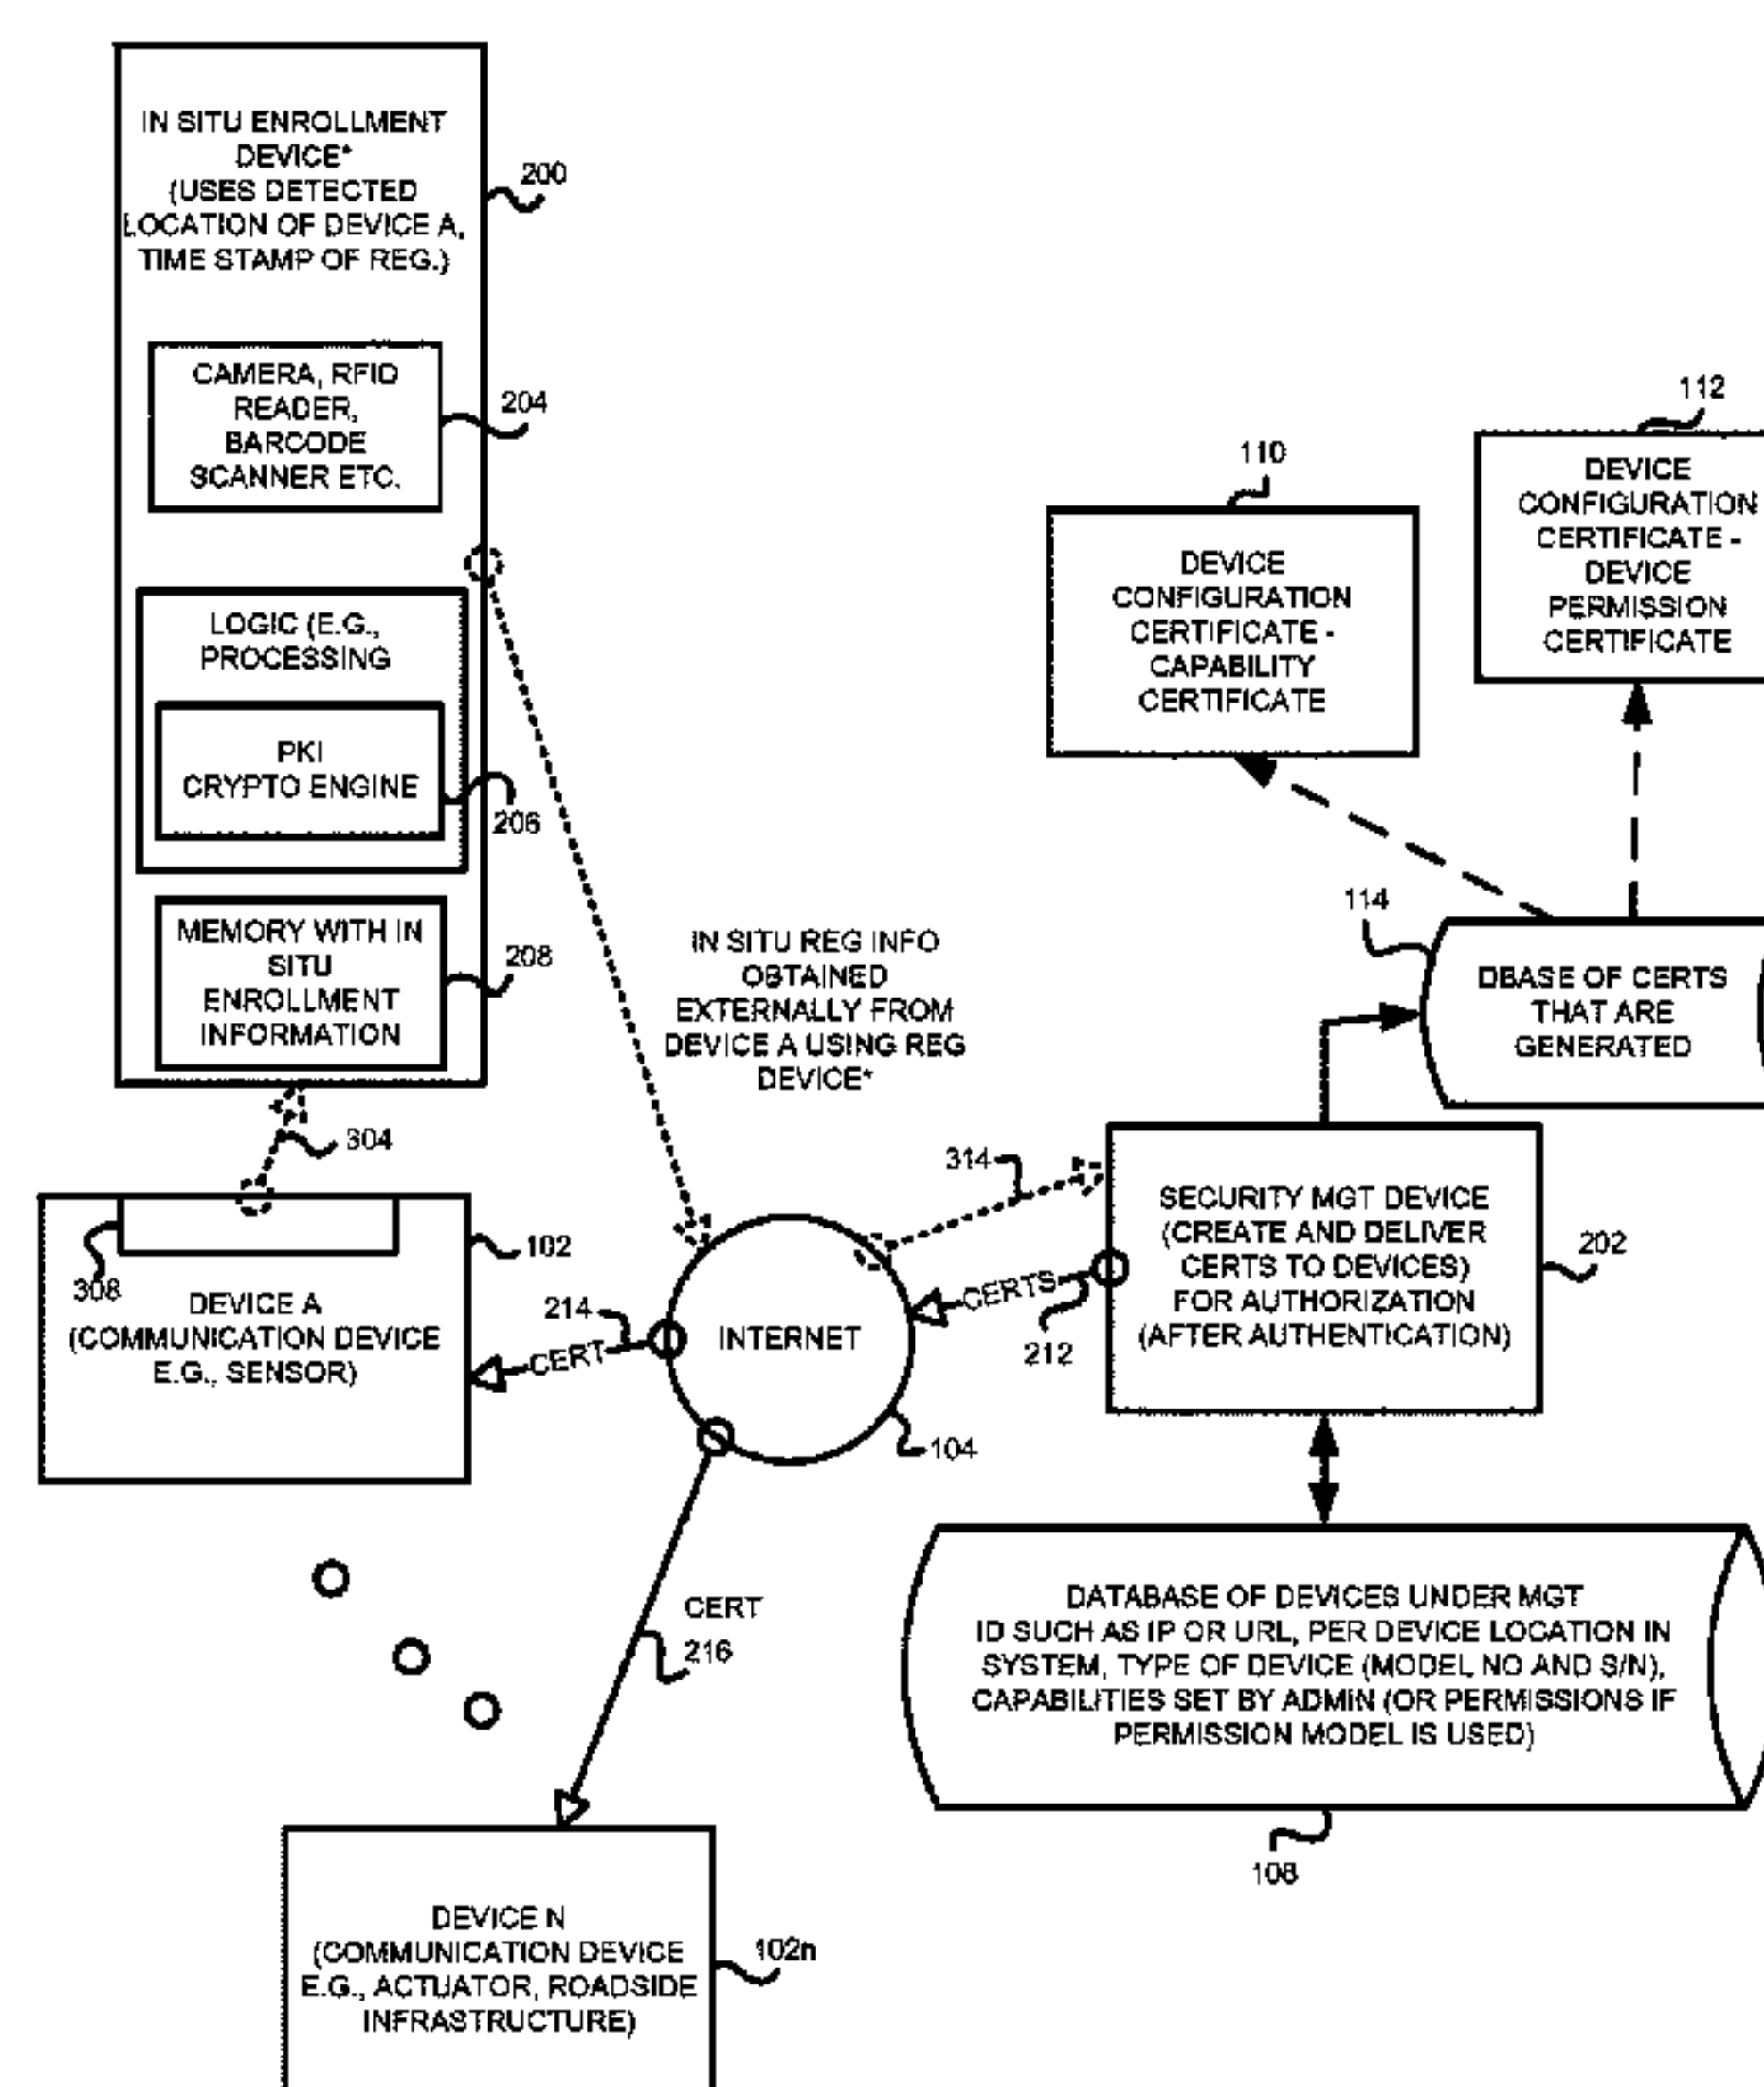 IN SITU ENROLLMENT
DEVICE*
(USES DETECTED
LOCATION OF DEVICE A,
TIME STAMP OF REG.)
200
CAMERA, RFID
READER,
BARCODE
SCANNER ETC.
204
LOGIC (E.G.,
PROCESSING
PKI
CRYPTO ENGINE
206
MEMORY WITH IN
SITU
ENROLLMENT
INFORMATION
208
304
308
102
DEVICE A
(COMMUNICATION DEVICE
E.G., SENSOR)
IN SITU REG INFO
OBTAINED
EXTERNALLY FROM
DEVICE A USING REG
DEVICE*
110
DEVICE
CONFIGURATION
CERTIFICATE -
CAPABILITY
CERTIFICATE
112
DEVICE
CONFIGURATION
CERTIFICATE -
DEVICE
PERMISSION
CERTIFICATE
114
DBASE OF CERTS
THAT ARE
GENERATED
314
SECURITY MGT DEVICE
(CREATE AND DELIVER
CERTS TO DEVICES)
FOR AUTHORIZATION
(AFTER AUTHENTICATION)
202
CERTS
212
214
CERT
INTERNET
104
CERT
216
DATABASE OF DEVICES UNDER MGT
ID SUCH AS IP OR URL, PER DEVICE LOCATION IN
SYSTEM, TYPE OF DEVICE (MODEL NO AND S/N),
CAPABILITIES SET BY ADMIN (OR PERMISSIONS IF
PERMISSION MODEL IS USED)
108
DEVICE N
(COMMUNICATION DEVICE
E.G., ACTUATOR, ROADSIDE
INFRASTRUCTURE)
102n